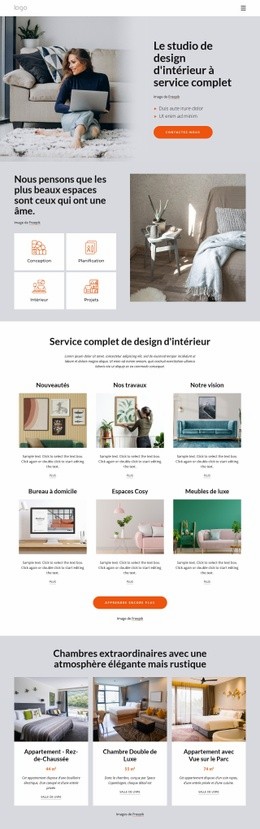 logo
Le studio de
design
d'intérieur à
service complet
Image de Freepik
Duis aute irure dolor
Ut enim ad minim
CONTACTEZ NOUS
Nous pensons que les
plus beaux espaces
sont ceux qui ont une
âme.
Image de Freepik
Conception
Planification
Intérieur
Projets
Service complet de design d'intérieur
Nouveautés
Nos travaux
Notre vision
Sample text. Click to select the text box.
Click again or double click to start editing
the text.
Sample text. Click to select the text box.
Click again or double click to start editing
the text.
Sample text. Click to select the text box.
Click again or double click to start editing
the text.
PLUS
PLUS
PLUS
Bureau à domicile
Espaces Cosy
Meubles de luxe
Sample text. Click to select the text box.
Click again or double click to start editing
the text.
Sample text. Click to select the text box.
Click again or double click to start editing
the text.
Sample text. Click to select the text box.
Click again or double click to start editing
the text.
PLUS
PLUS
PLUS
APPRENDRE ENCORE PLUS
Image de Freepik
Chambres extraordinaires avec une
atmosphère élégante mais rustique
Appartement - Rez-
de-Chaussée
Chambre Double de
Luxe
Appartement avec
Vue sur le Parc
Image de Freepik